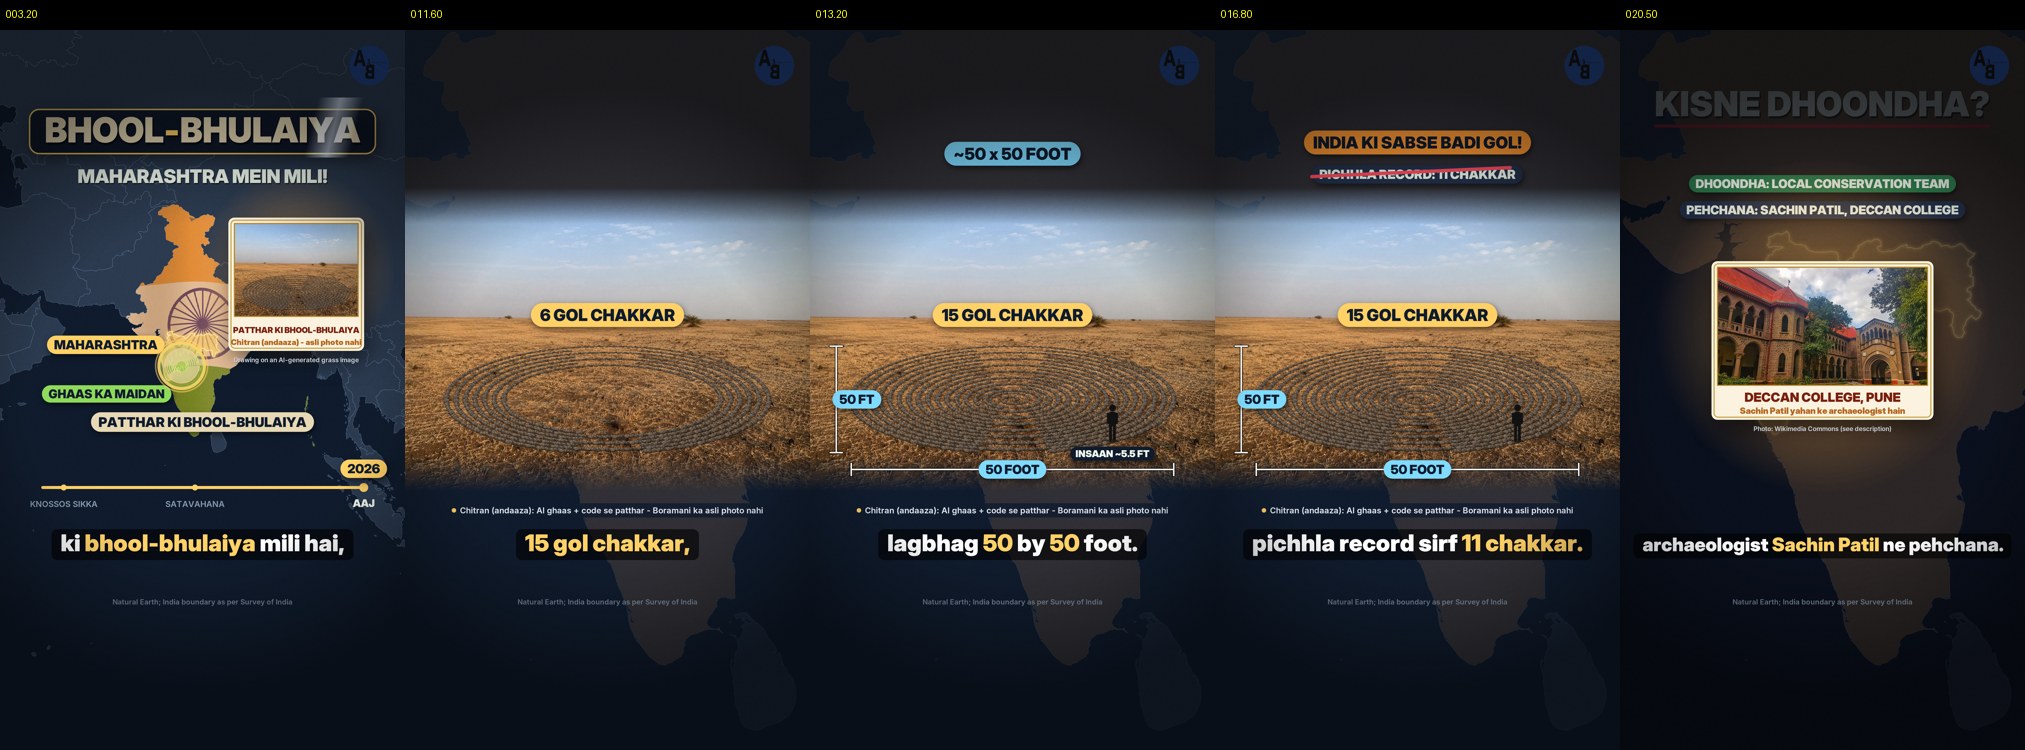 003.20
BHOOL-BHULAIYA
MAHARASHTRA MEIN MILI!
PATTHAR KI BHOOL-BHULAIYA
Chitran (andaaza) - asli photo nahi
Drawing on an AI-generated grass image
MAHARASHTRA
GHAAS KA MAIDAN
PATTHAR KI BHOOL-BHULAIYA
2026
KNOSSOS SIKKA
SATAVAHANA
AAJ
ki bhool-bhulaiya mili hai,
Natural Earth; India boundary as per Survey of India
011.60
A
B
6 GOL CHAKKAR
Chitran (andaaza): AI ghaas + code se patthar - Boramani ka asli photo nahi
15 gol chakkar,
Natural Earth; India boundary as per Survey of India
013.20
A
B
~50 x 50 FOOT
15 GOL CHAKKAR
50 FT
INSAAN ~5.5 FT
50 FOOT
Chitran (andaaza): AI ghaas + code se patthar - Boramani ka asli photo nahi
lagbhag 50 by 50 foot.
Natural Earth; India boundary as per Survey of India
016.80
A
B
INDIA KI SABSE BADI GOL!
PICHHLA RECORD: 11 CHAKKAR
15 GOL CHAKKAR
50 FT
50 FOOT
Chitran (andaaza): AI ghaas + code se patthar - Boramani ka asli photo nahi
pichhla record sirf 11 chakkar.
Natural Earth; India boundary as per Survey of India
020.50
A
B
KISNE DHOONDHA?
DHOONDHA: LOCAL CONSERVATION TEAM
PEHCHANA: SACHIN PATIL, DECCAN COLLEGE
DECCAN COLLEGE, PUNE
Sachin Patil yahan ke archaeologist hain
Photo: Wikimedia Commons (see description)
archaeologist Sachin Patil ne pehchana.
Natural Earth; India boundary as per Survey of India